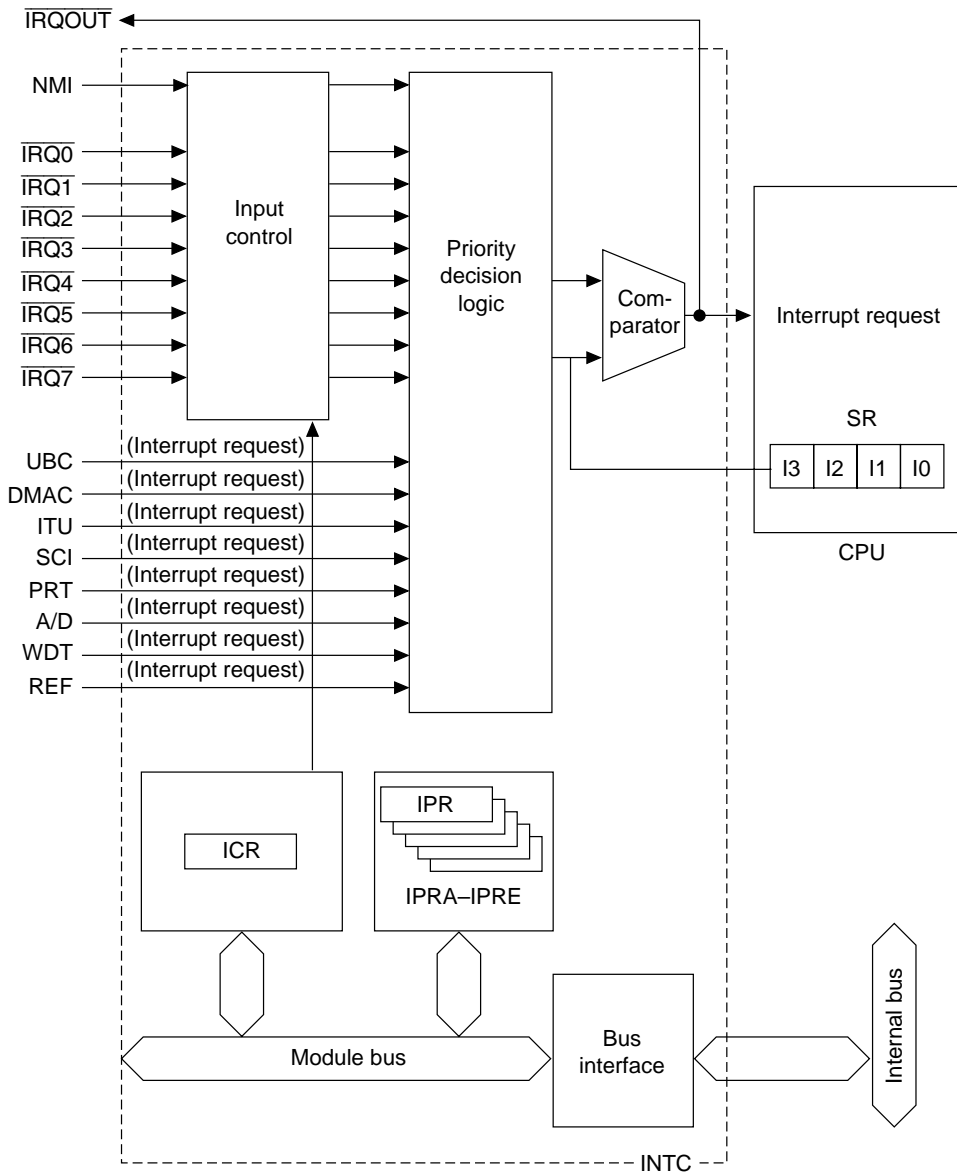 IRQOUT
NMI
IRQ0
IRQ1
IRQ2
IRQ3
IRQ4
IRQ5
IRQ6
IRQ7
Input
control
Priority
decision
logic
Com-
parator
Interrupt request
SR
I3 I2 I1 I0
CPU
UBC
(Interrupt request)
DMAC
(Interrupt request)
ITU
(Interrupt request)
SCI
(Interrupt request)
PRT
(Interrupt request)
A/D
(Interrupt request)
WDT
(Interrupt request)
REF
(Interrupt request)
ICR
IPR
IPRA–IPRE
Module bus
Bus
interface
Internal bus
INTC